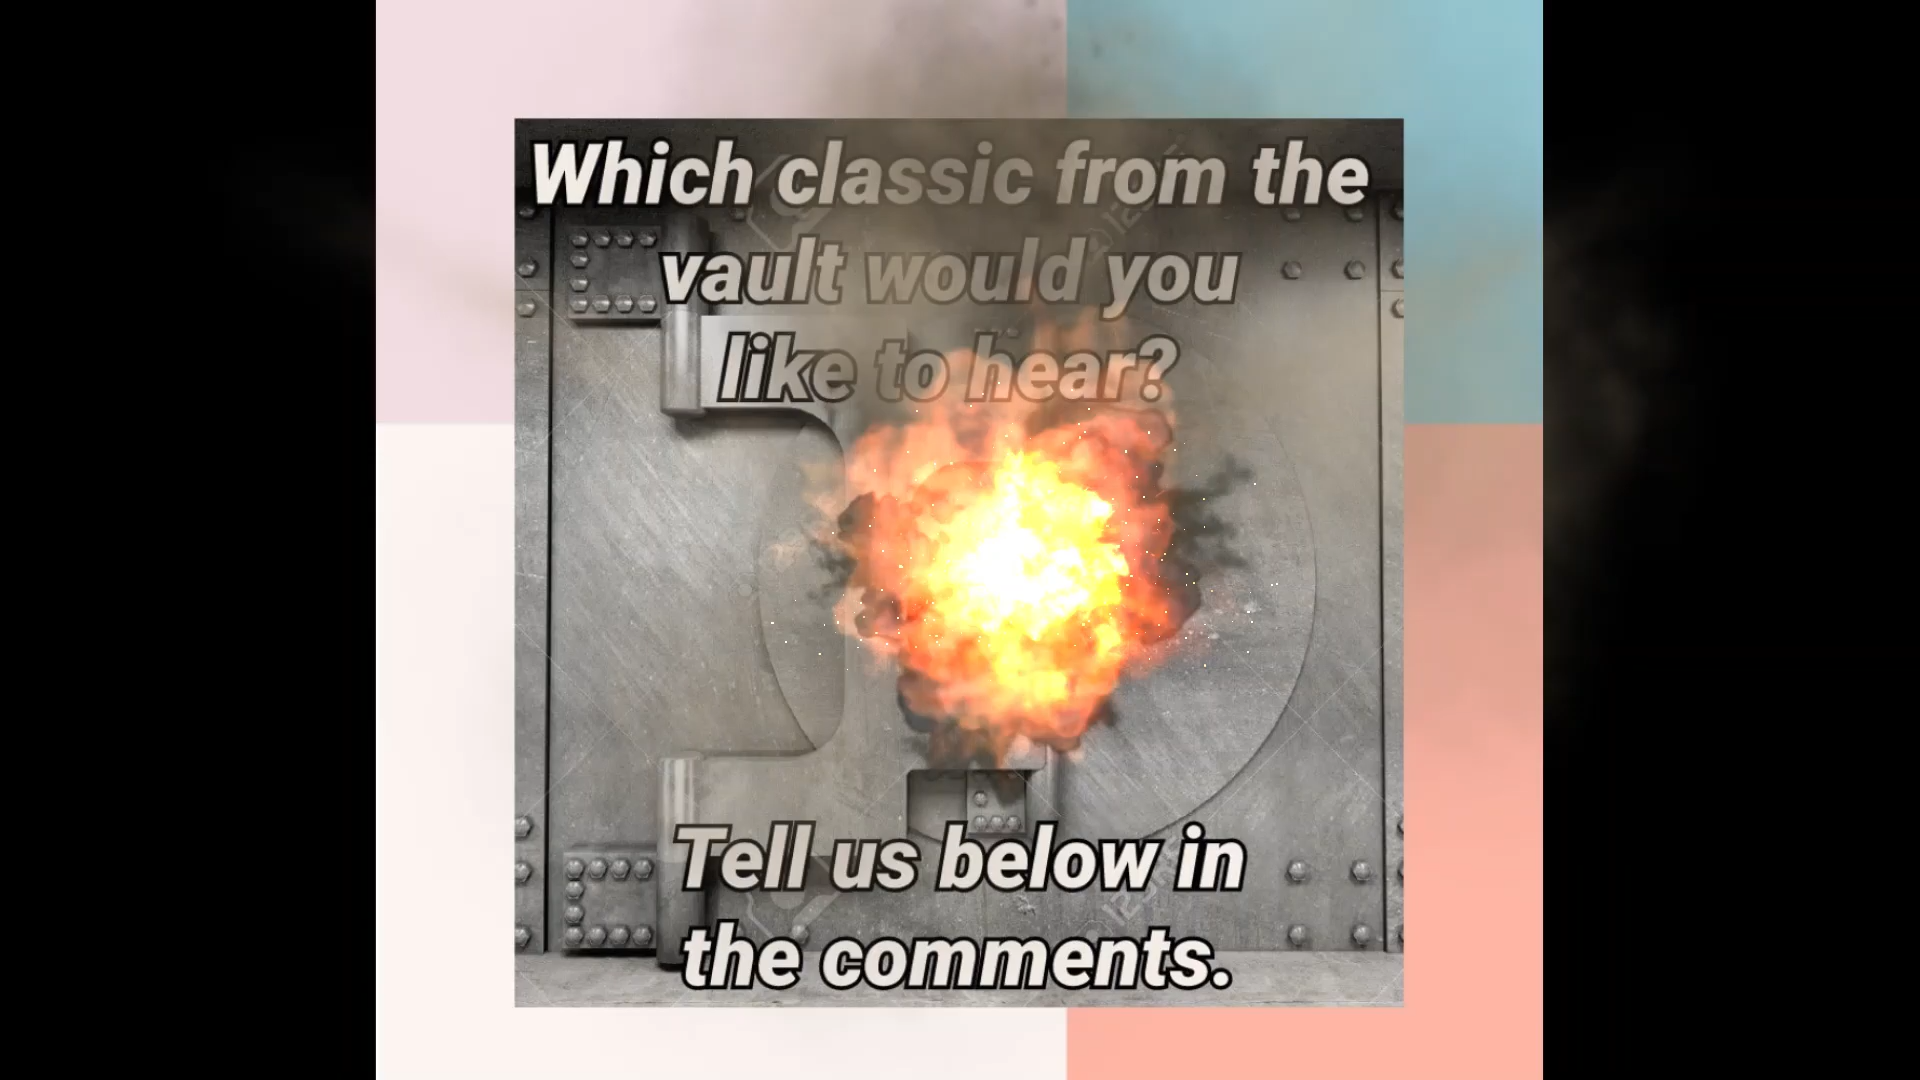 Which classic from the
vault would you
like to hear?
Tell us below in
the comments.